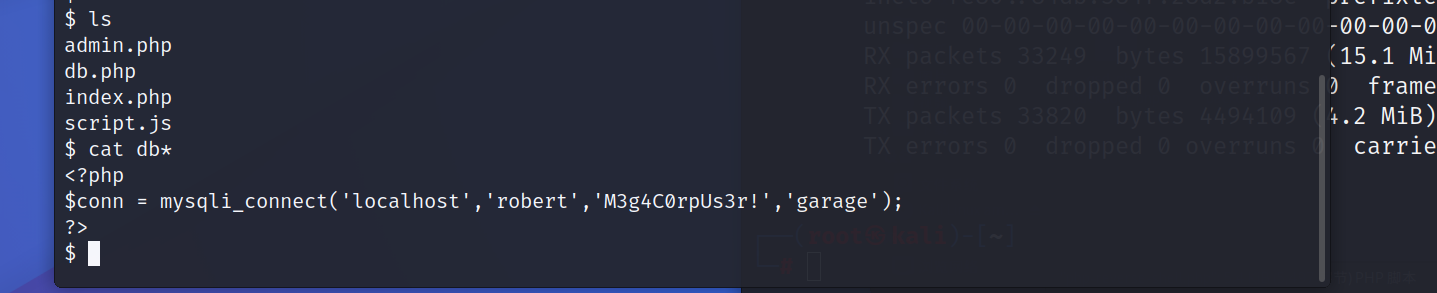 $ ls
admin.php
db.php
index.php
script.js
$ cat db*
<?php
$conn = mysqli_connect('localhost','robert','M3g4C0rpUs3r!','garage');
?>
$
unspec 00-00-00-00-00-00-00-00-00-00-00-0
RX packets 33249 bytes 15899567 (15.1 Mi
RX errors 0 dropped 0 overruns 0 frame
TX packets 33820 bytes 4494109 (4.2 MiB)
TX errors 0 dropped 0 overruns 0 carrie